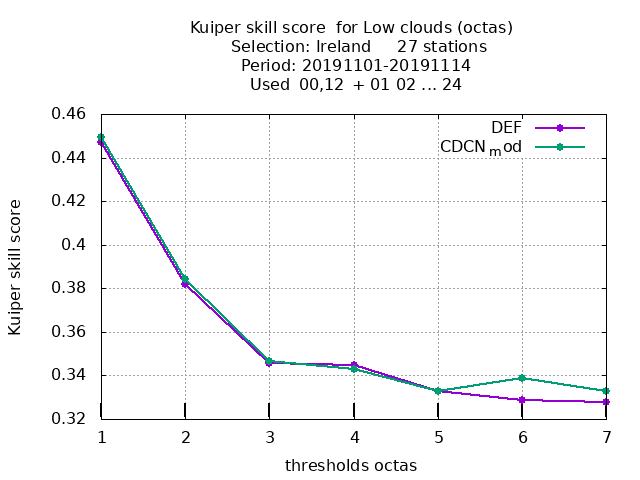 Kuiper skill score  for Low clouds (octas)
Selection: Ireland     27 stations
Period: 20191101-20191114
Used  00,12  + 01 02 ... 24
0.46
DEF
CDCNmod
0.44
0.42
0.4
0.38
0.36
0.34
0.32
Kuiper skill score
1 2 3 4 5 6 7
thresholds octas